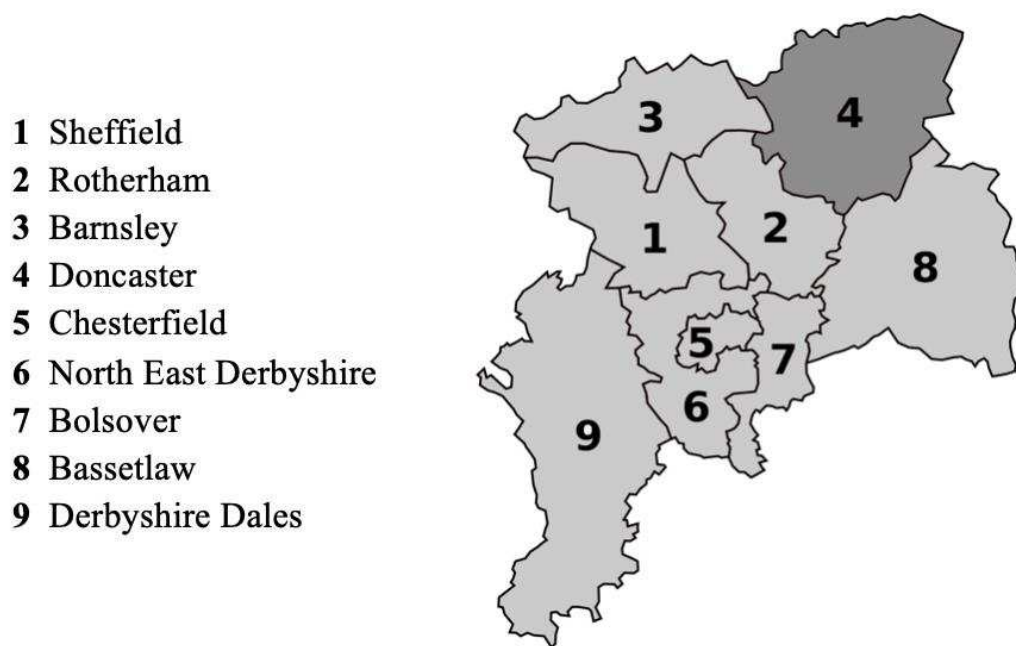 1 Sheffield
2 Rotherham
3 Barnsley
4 Doncaster
5 Chesterfield
6 North East Derbyshire
7 Bolsover
8 Bassetlaw
9 Derbyshire Dales
4
3
2
1
8
5
7
6
9